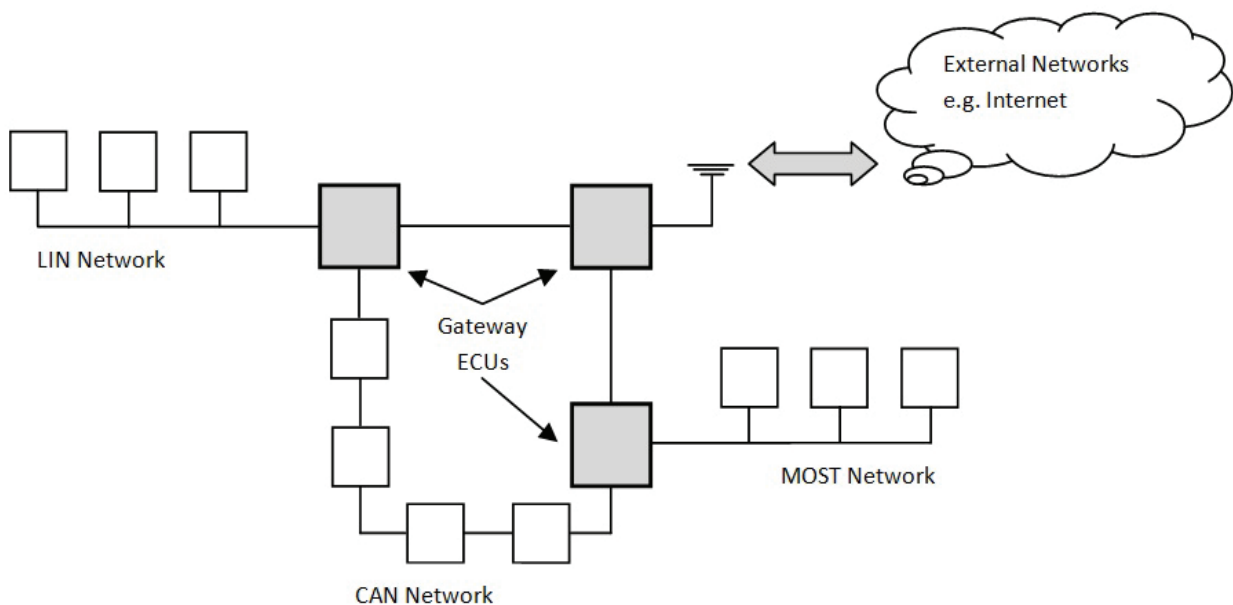 External Networks
e.g. Internet
LIN Network
Gateway
ECUs
MOST Network
CAN Network